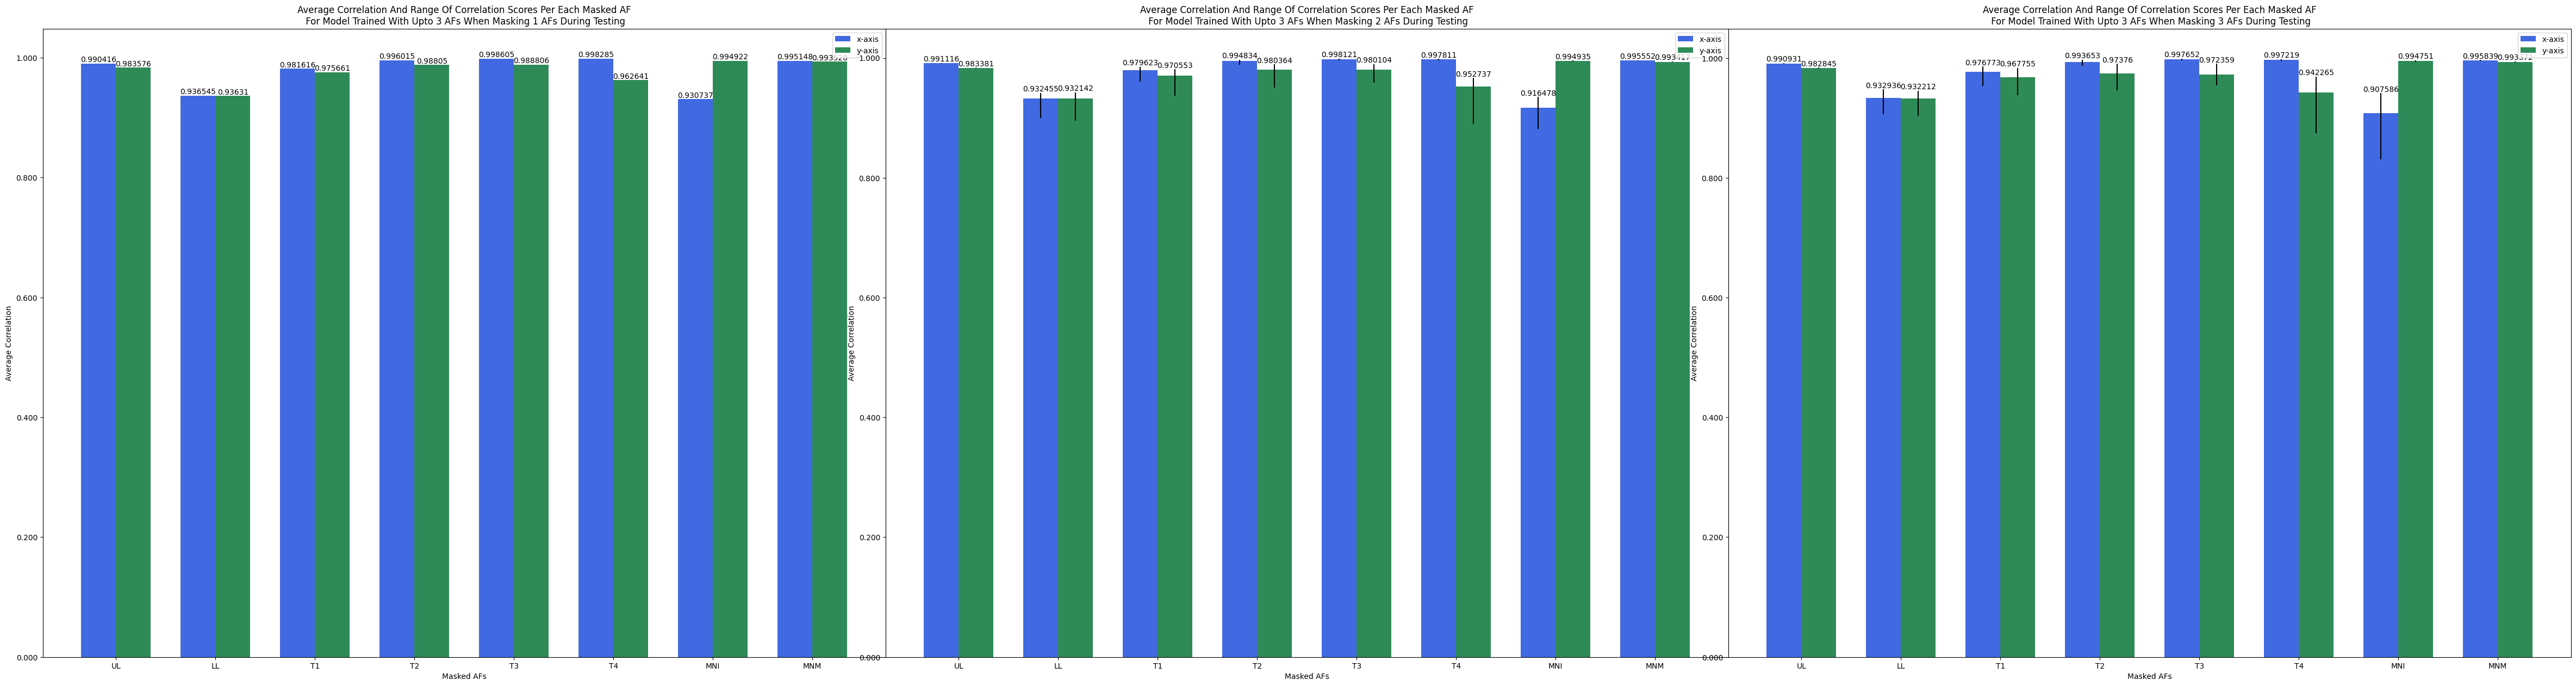 Average Correlation And Range Of Correlation Scores Per Each Masked AF
For Model Trained With Upto 3 AFs When Masking 1 AFs During Testing
x-axis
y-axis
1.000
0.800
0.600
0.400
0.200
0.000
Average Correlation
0.990416
0.983576
0.936545
0.93631
0.981616
0.975661
0.996015
0.98805
0.998605
0.988806
0.998285
0.962641
0.930737
0.994922
0.995148
UL
LL
T1
T2
T3
T4
MNI
MNM
Masked AFs
Average Correlation And Range Of Correlation Scores Per Each Masked AF
For Model Trained With Upto 3 AFs When Masking 2 AFs During Testing
x-axis
y-axis
1.000
0.800
0.600
0.400
0.200
0.000
Average Correlation
0.991116
0.983381
0.932455
0.932142
0.979623
0.970553
0.994834
0.980364
0.998121
0.980104
0.997811
0.952737
0.916478
0.994935
0.995552
UL
LL
T1
T2
T3
T4
MNI
MNM
Masked AFs
Average Correlation And Range Of Correlation Scores Per Each Masked AF
For Model Trained With Upto 3 AFs When Masking 3 AFs During Testing
x-axis
y-axis
1.000
0.800
0.600
0.400
0.200
0.000
Average Correlation
0.990931
0.982845
0.932936
0.932212
0.976773
0.967755
0.993653
0.97376
0.997652
0.972359
0.997219
0.942265
0.907586
0.994751
0.995839
UL
LL
T1
T2
T3
T4
MNI
MNM
Masked AFs